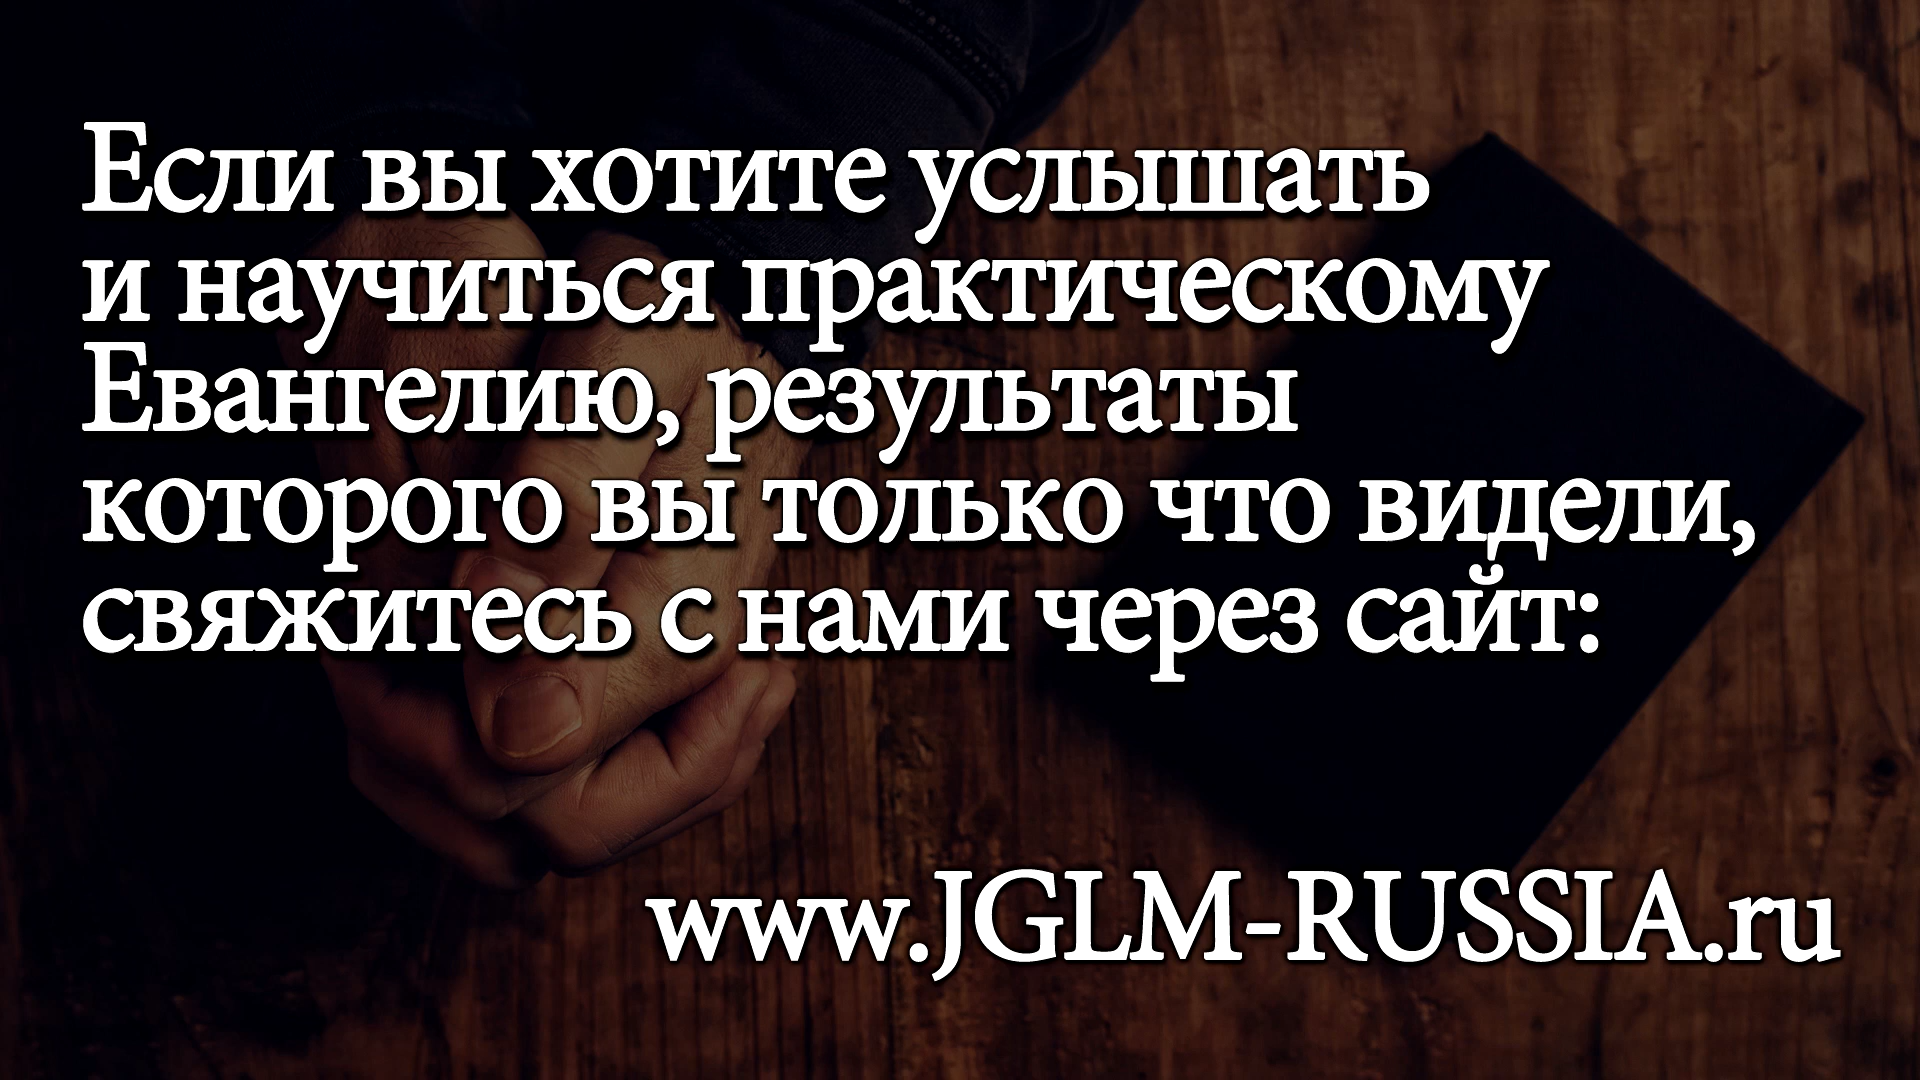 Если вы хотите услышать
и научиться практическому
Евангелию, результаты
которого вы только что видели,
свяжитесь с нами через сайт:
www.JGLM-RUSSIA.ru